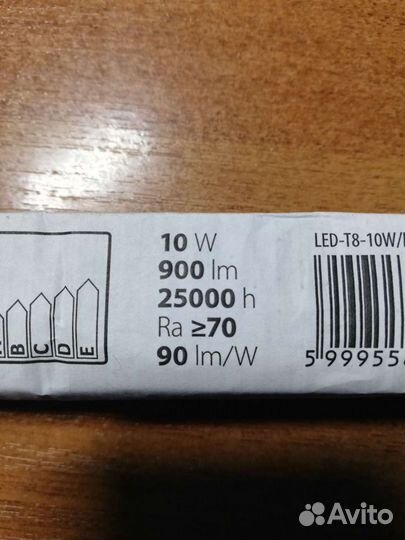 10 W
900 lm
25000 h
Ra ≥70
90 lm/W
B C D E
LED-T8-10W/
5 99955
Avito